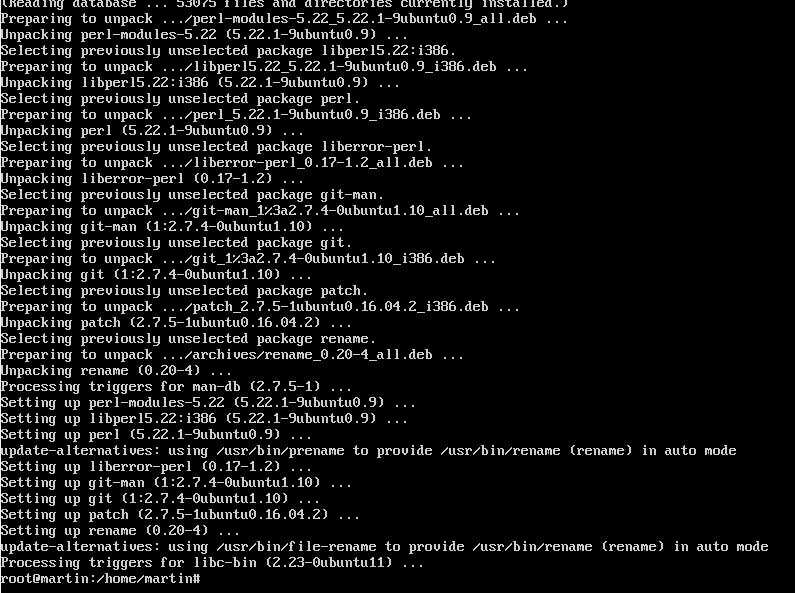 (Reading database ... 53075 files and directories currently installed.)
Preparing to unpack .../perl-modules-5.22_5.22.1-9ubuntu0.9_all.deb ...
Unpacking perl-modules-5.22 (5.22.1-9ubuntu0.9) ...
Selecting previously unselected package libperl5.22:i386.
Preparing to unpack .../libperl5.22_5.22.1-9ubuntu0.9_i386.deb ...
Unpacking libperl5.22:i386 (5.22.1-9ubuntu0.9) ...
Selecting previously unselected package perl.
Preparing to unpack .../perl_5.22.1-9ubuntu0.9_i386.deb ...
Unpacking perl (5.22.1-9ubuntu0.9) ...
Selecting previously unselected package liberror-perl.
Preparing to unpack .../liberror-perl_0.17-1.2_all.deb ...
Unpacking liberror-perl (0.17-1.2) ...
Selecting previously unselected package git-man.
Preparing to unpack .../git-man_1%3a2.7.4-0ubuntu1.10_all.deb ...
Unpacking git-man (1:2.7.4-0ubuntu1.10) ...
Selecting previously unselected package git.
Preparing to unpack .../git_1%3a2.7.4-0ubuntu1.10_i386.deb ...
Unpacking git (1:2.7.4-0ubuntu1.10) ...
Selecting previously unselected package patch.
Preparing to unpack .../patch_2.7.5-1ubuntu0.16.04.2_i386.deb ...
Unpacking patch (2.7.5-1ubuntu0.16.04.2) ...
Selecting previously unselected package rename.
Preparing to unpack .../archives/rename_0.20-4_all.deb ...
Unpacking rename (0.20-4) ...
Processing triggers for man-db (2.7.5-1) ...
Setting up perl-modules-5.22 (5.22.1-9ubuntu0.9) ...
Setting up libperl5.22:i386 (5.22.1-9ubuntu0.9) ...
Setting up perl (5.22.1-9ubuntu0.9) ...
update-alternatives: using /usr/bin/prename to provide /usr/bin/rename (rename) in auto mode
Setting up liberror-perl (0.17-1.2) ...
Setting up git-man (1:2.7.4-0ubuntu1.10) ...
Setting up git (1:2.7.4-0ubuntu1.10) ...
Setting up patch (2.7.5-1ubuntu0.16.04.2) ...
Setting up rename (0.20-4) ...
update-alternatives: using /usr/bin/file-rename to provide /usr/bin/rename (rename) in auto mode
Processing triggers for libc-bin (2.23-0ubuntu11) ...
root@martin:/home/martin#